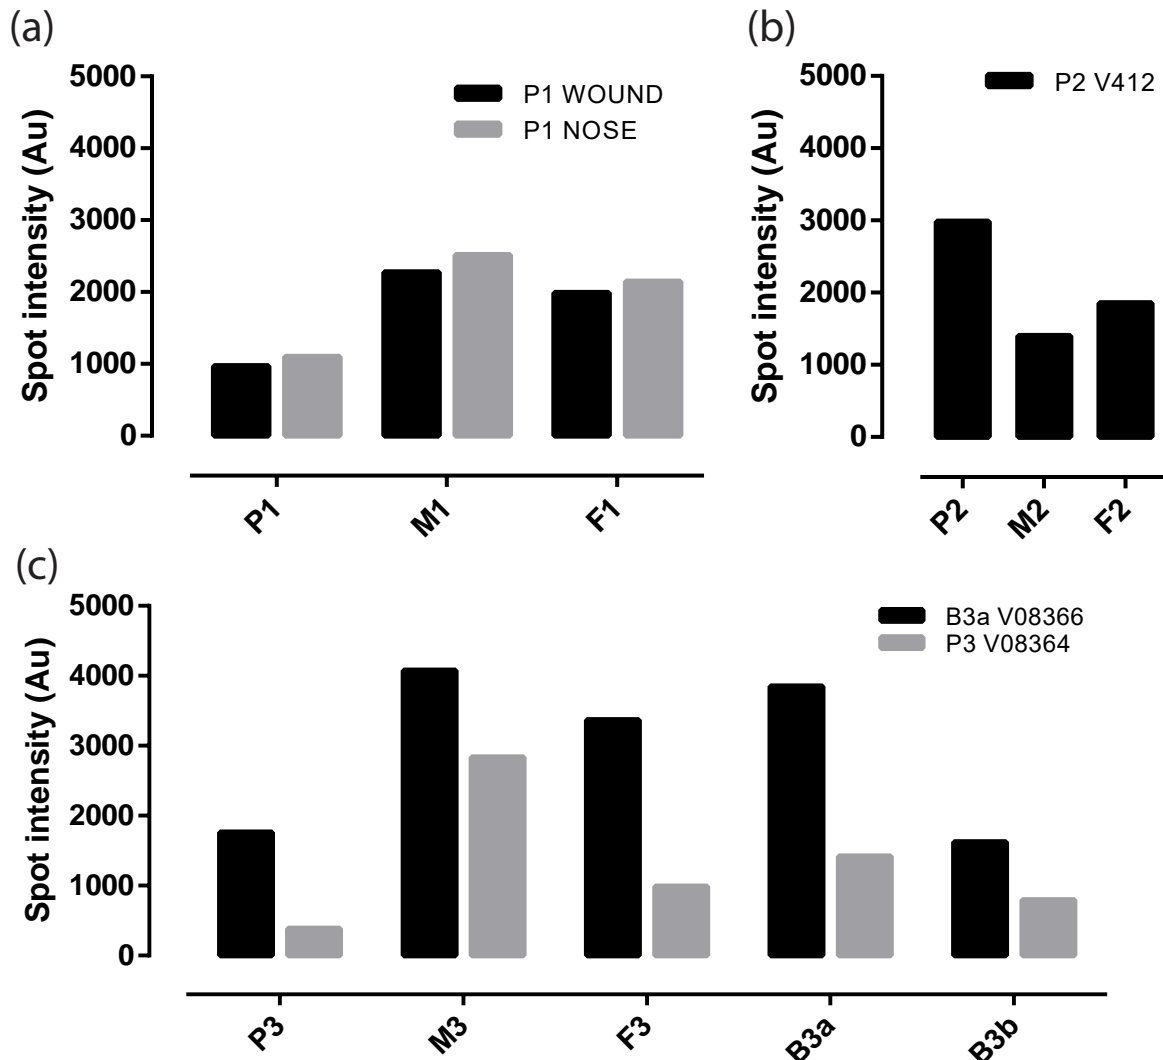 (a)
Spot intensity (Au)
5000
4000
3000
2000
1000
0
P1 WOUND
P1 NOSE
P1
M1
F1
(b)
Spot intensity (Au)
5000
4000
3000
2000
1000
0
P2 V412
P2
M2
F2
(c)
Spot intensity (Au)
5000
4000
3000
2000
1000
0
B3a V08366
P3 V08364
P3
M3
F3
B3a
B3b